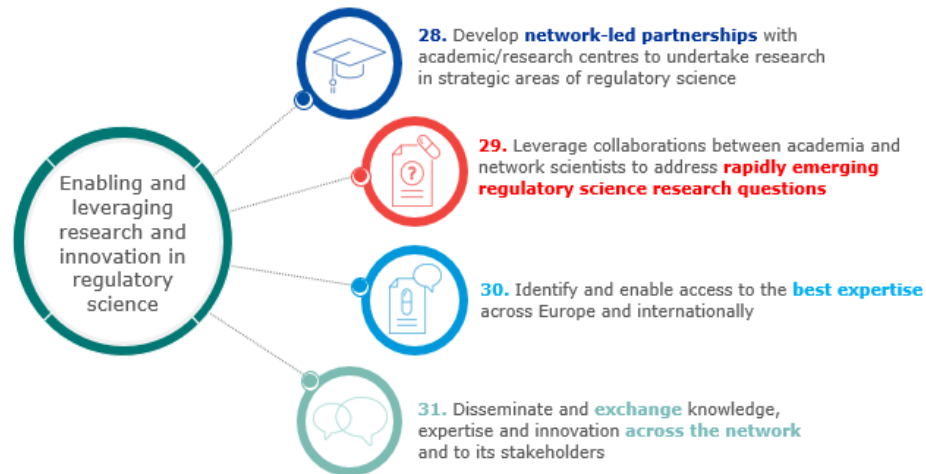 Enabling and
leveraging
research and
innovation in
regulatory
science
28. Develop network-led partnerships with
academic/research centres to undertake research
in strategic areas of regulatory science
?
29. Leverage collaborations between academia and
network scientists to address rapidly emerging
regulatory science research questions
30. Identify and enable access to the best expertise
across Europe and internationally
31. Disseminate and exchange knowledge,
expertise and innovation across the network
and to its stakeholders